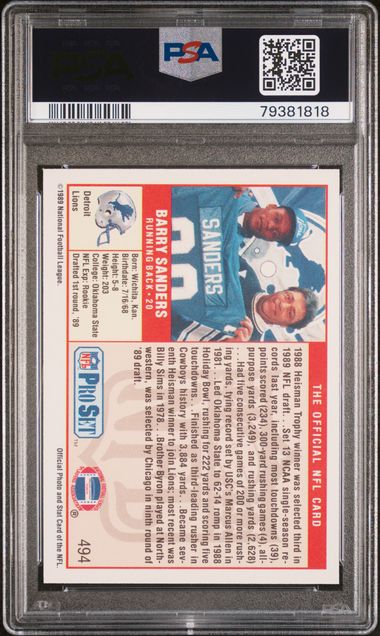 PSA
79381818
SANDERS
BARRY SANDERS
RUNNING BACK • 20
Detroit
Lions
Born: Wichita, Kan.
Birthdate: 7/16/68
Height: 5-8
Weight: 203
College: Oklahoma State
NFL Exp: Rookie
Drafted 1st round, '89
©1989 National Football League.
THE OFFICIAL NFL CARD
1988 Heisman Trophy winner was selected third in
1989 NFL draft. . .Set 13 NCAA single-season re-
cords last year, including most touchdowns (39),
points scored (234), 300-yard rushing games (4), all-
purpose yards (3,249), and rushing yards (2,628)
. . .Had five consecutive games of 200 or more rush-
ing yards, tying record set by USC's Marcus Allen in
1981. . .Led Oklahoma State to 62-14 romp in 1988
Holiday Bowl, rushing for 222 yards and scoring five
touchdowns. . .Finished as third-leading rusher in
Cowboys history with 3,884 yards. . .Became sev-
enth Heisman winner to join Lions; most recent was
Billy Sims in 1978. . .Brother Byron played at North-
western, was selected by Chicago in ninth round of
'89 draft.
NFL
PRO SET™
®
494
Official Photo and Stat Card of the NFL.